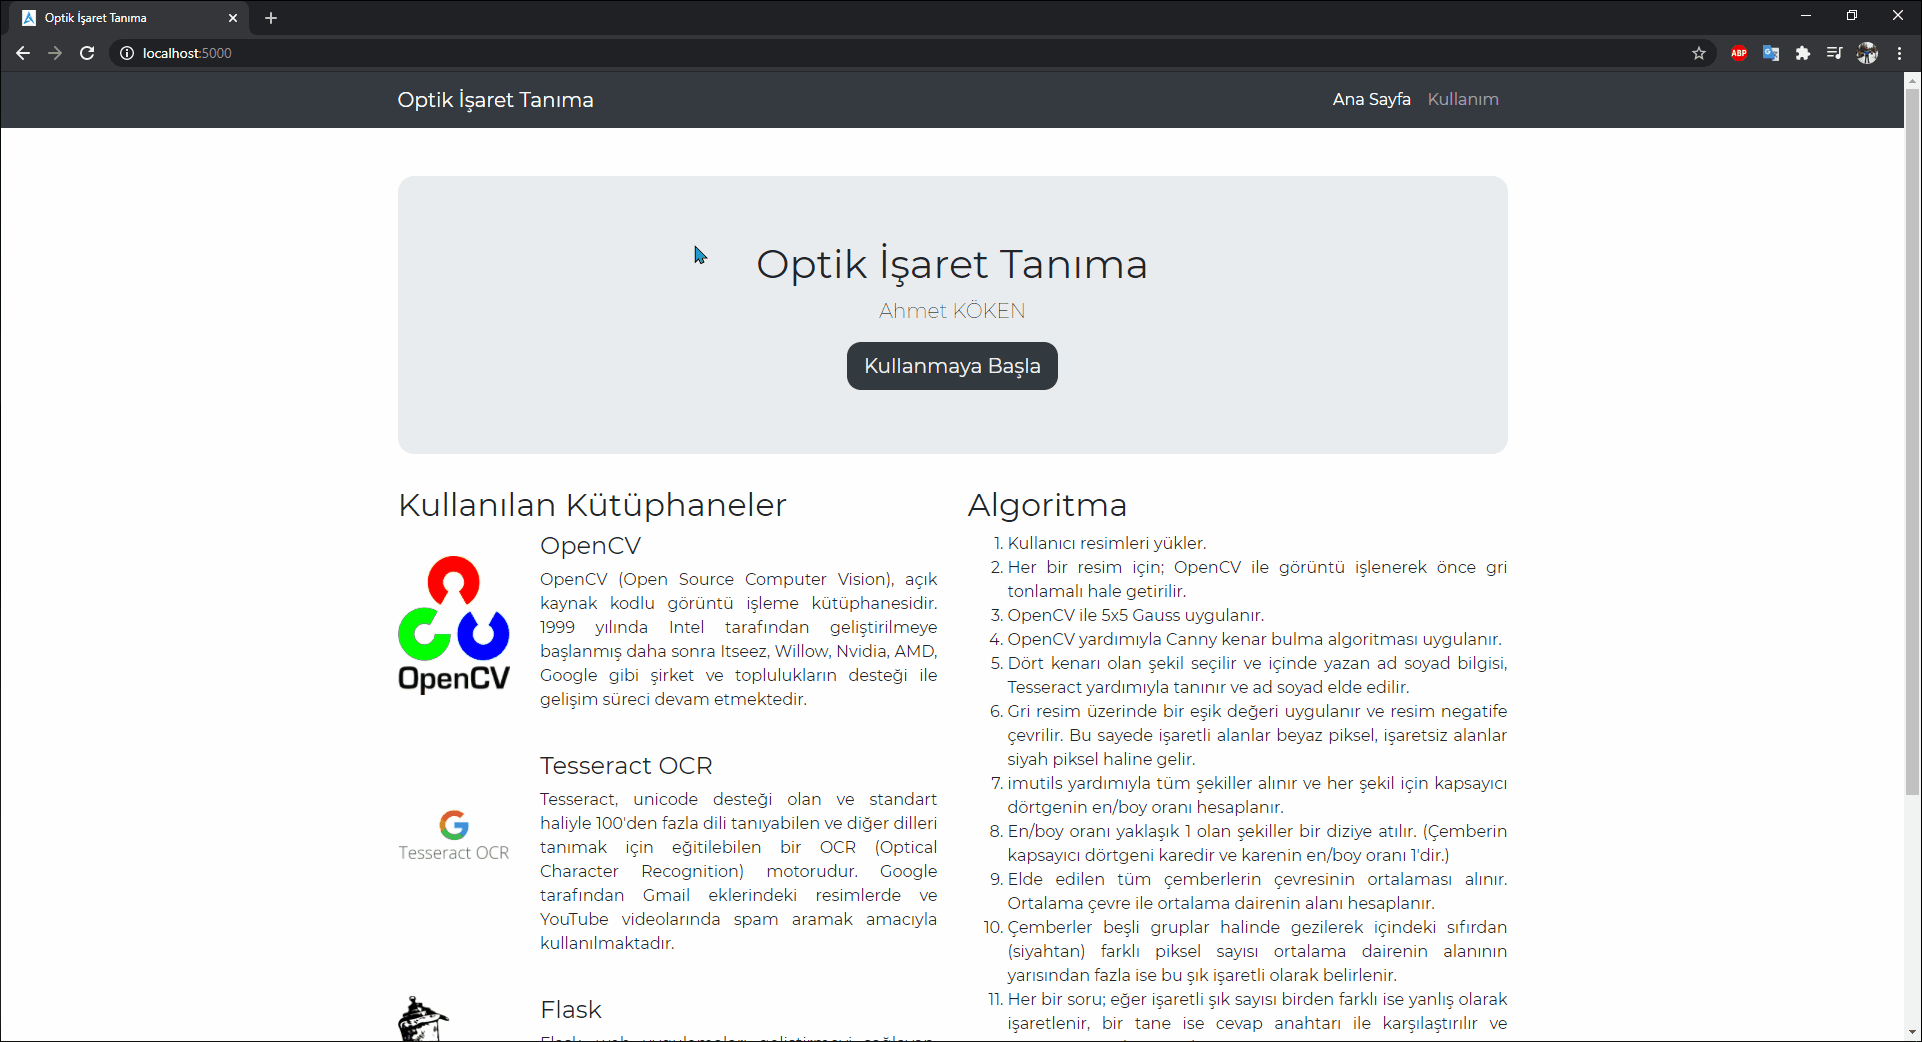 Optik İşaret Tanıma
localhost:5000
ABP
Optik İşaret Tanıma
Ana Sayfa
Kullanım
Optik İşaret Tanıma
Ahmet KÖKEN
Kullanmaya Başla
Kullanılan Kütüphaneler
OpenCV
OpenCV
OpenCV (Open Source Computer Vision), açık
kaynak kodlu görüntü işleme kütüphanesidir.
1999 yılında Intel tarafından geliştirilmeye
başlanmış daha sonra Itseez, Willow, Nvidia, AMD,
Google gibi şirket ve toplulukların desteği ile
gelişim süreci devam etmektedir.
Tesseract OCR
Tesseract OCR
Tesseract, unicode desteği olan ve standart
haliyle 100'den fazla dili tanıyabilen ve diğer dilleri
tanımak için eğitilebilen bir OCR (Optical
Character Recognition) motorudur. Google
tarafından Gmail eklerindeki resimlerde ve
YouTube videolarında spam aramak amacıyla
kullanılmaktadır.
Flask
Algoritma
1. Kullanıcı resimleri yükler.
2. Her bir resim için; OpenCV ile görüntü işlenerek önce gri
tonlamalı hale getirilir.
3. OpenCV ile 5x5 Gauss uygulanır.
4. OpenCV yardımıyla Canny kenar bulma algoritması uygulanır.
5. Dört kenarı olan şekil seçilir ve içinde yazan ad soyad bilgisi,
Tesseract yardımıyla tanınır ve ad soyad elde edilir.
6. Gri resim üzerinde bir eşik değeri uygulanır ve resim negatife
çevrilir. Bu sayede işaretli alanlar beyaz piksel, işaretsiz alanlar
siyah piksel haline gelir.
7. imutils yardımıyla tüm şekiller alınır ve her şekil için kapsayıcı
dörtgenin en/boy oranı hesaplanır.
8. En/boy oranı yaklaşık 1 olan şekiller bir diziye atılır. (Çemberin
kapsayıcı dörtgeni karedir ve karenin en/boy oranı 1'dir.)
9. Elde edilen tüm çemberlerin çevresinin ortalaması alınır.
Ortalama çevre ile ortalama dairenin alanı hesaplanır.
10. Çemberler beşli gruplar halinde gezilerek içindeki sıfırdan
(siyahtan) farklı piksel sayısı ortalama dairenin alanının
yarısından fazla ise bu şık işaretli olarak belirlenir.
11. Her bir soru; eğer işaretli şık sayısı birden farklı ise yanlış olarak
işaretlenir, bir tane ise cevap anahtarı ile karşılaştırılır ve